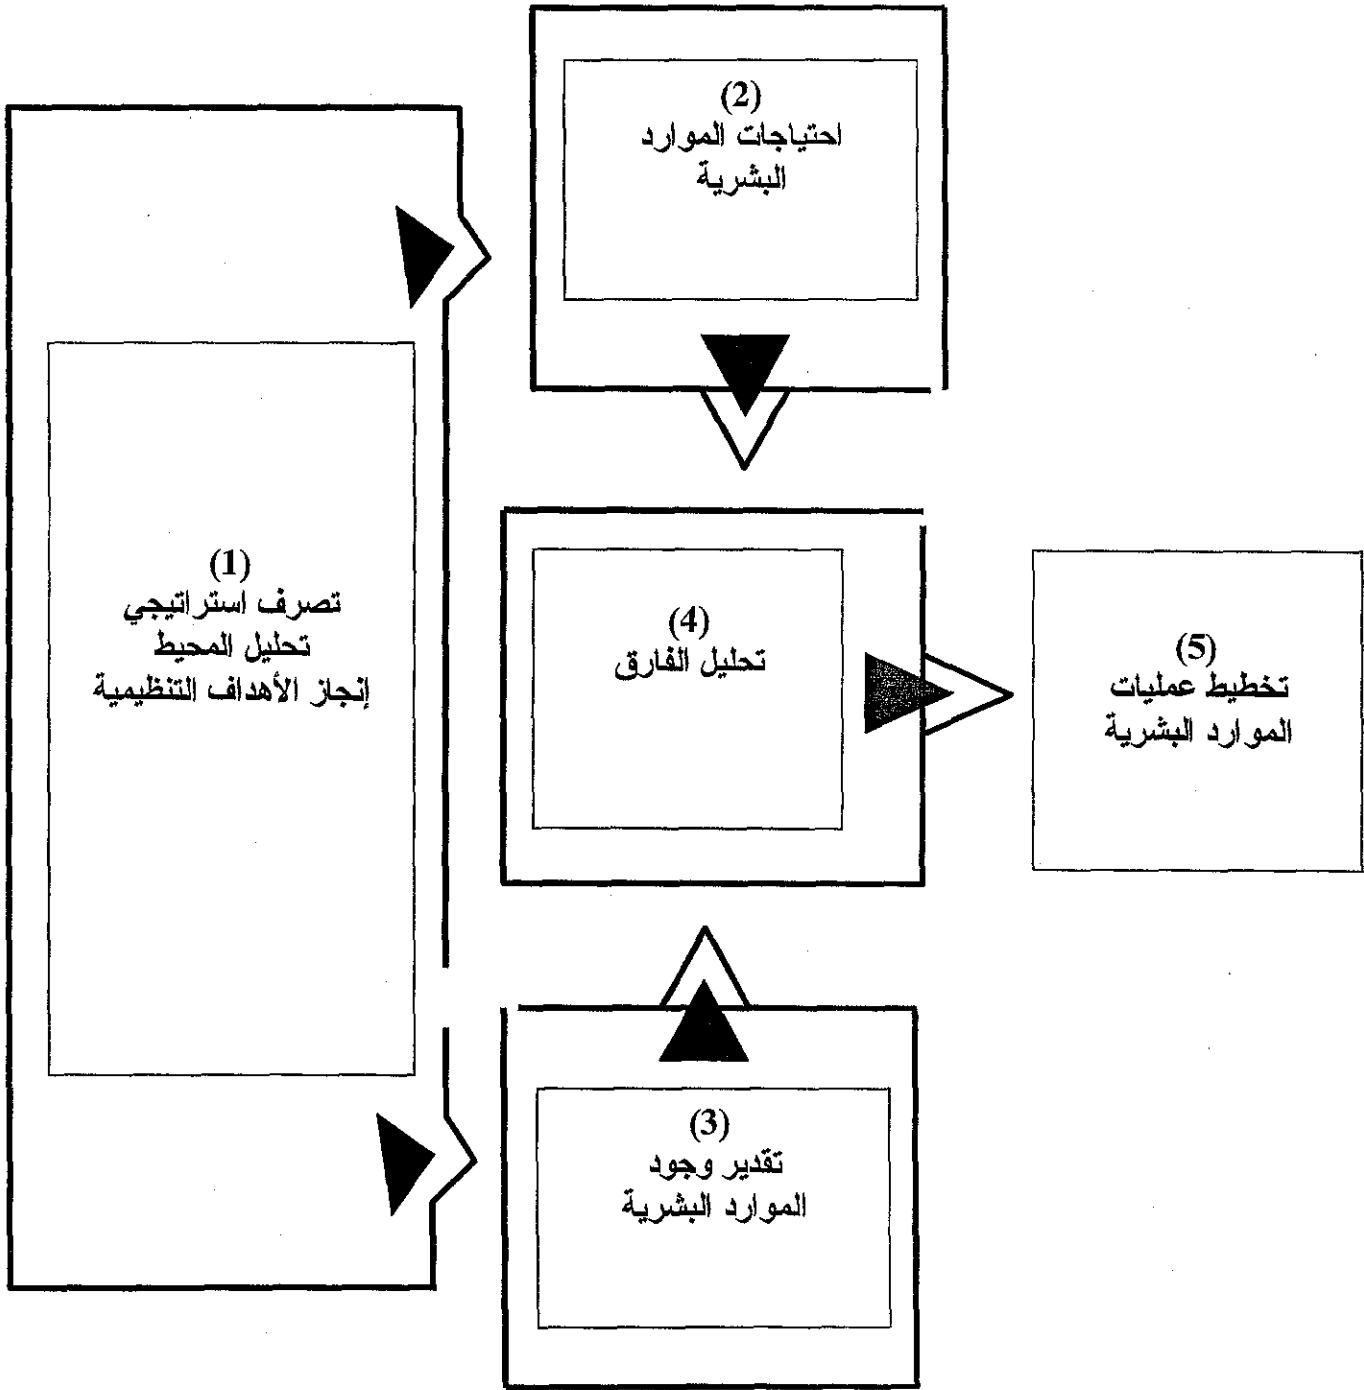 (1)
تصرف استراتيجي
تحليل المحيط
إنجاز الأهداف التنظيمية
(2)
احتياجات الموارد
البشرية
(3)
تقدير وجود
الموارد البشرية
(4)
تحليل الفارق
(5)
تخطيط عمليات
الموارد البشرية